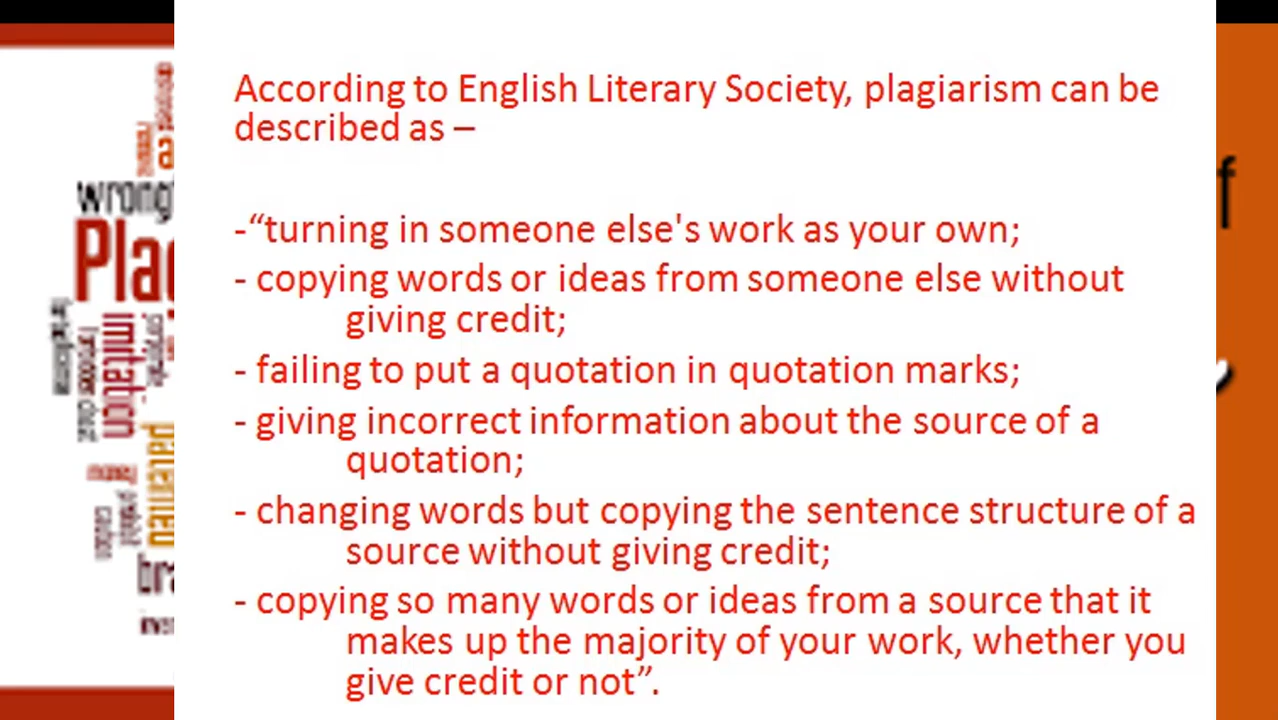 According to English Literary Society, plagiarism can be
described as –
-“turning in someone else's work as your own;
- copying words or ideas from someone else without
giving credit;
- failing to put a quotation in quotation marks;
- giving incorrect information about the source of a
quotation;
- changing words but copying the sentence structure of a
source without giving credit;
- copying so many words or ideas from a source that it
makes up the majority of your work, whether you
give credit or not”.
wrong
Pla
imitation
patented
bra
f